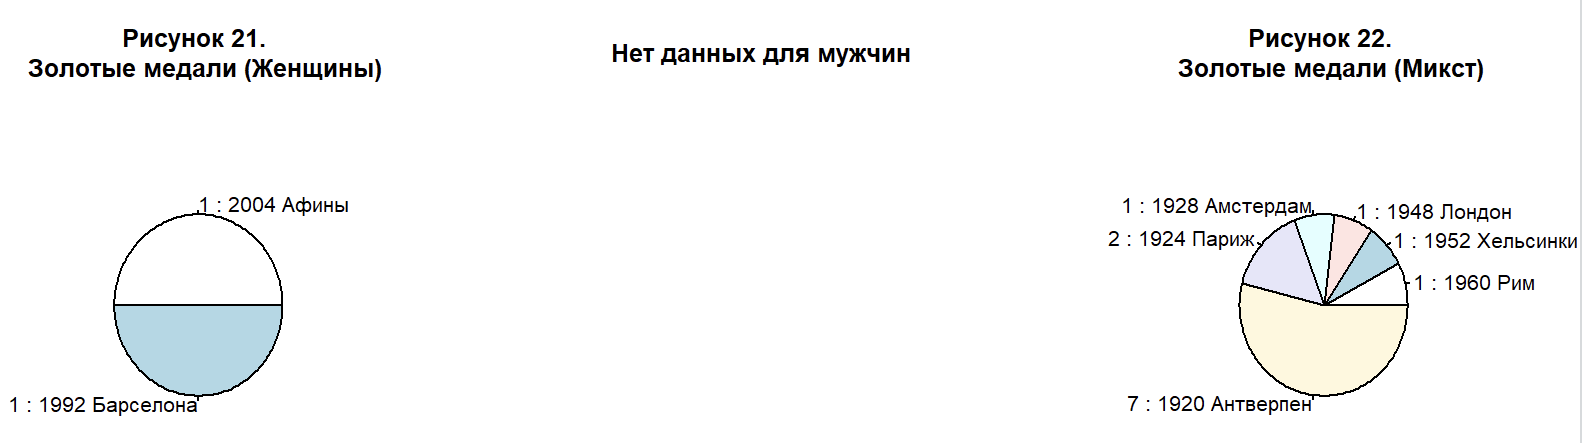 Рисунок 21.
Золотые медали (Женщины)
1 : 2004 Афины
1 : 1992 Барселона
Нет данных для мужчин
Рисунок 22.
Золотые медали (Микст)
1 : 1928 Амстердам
1 : 1948 Лондон
2 : 1924 Париж
1 : 1952 Хельсинки
1 : 1960 Рим
7 : 1920 Антверпен